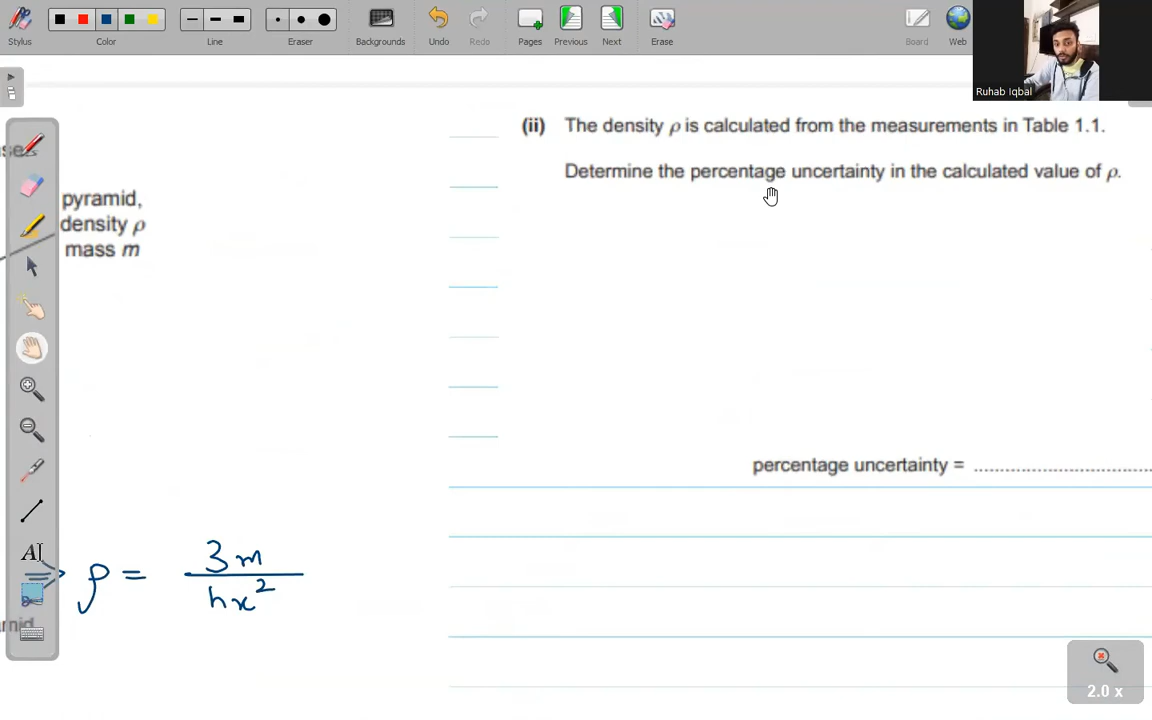 Stylus
Color
Line
Eraser
Backgrounds
Undo
Redo
Pages
Previous
Next
Erase
Board
Web
Ruhab Iqbal
(ii) The density ρ is calculated from the measurements in Table 1.1.
Determine the percentage uncertainty in the calculated value of ρ.
pyramid,
density ρ
mass m
percentage uncertainty = ................................
⇒ ρ = 3m / hx²
A
2.0 x